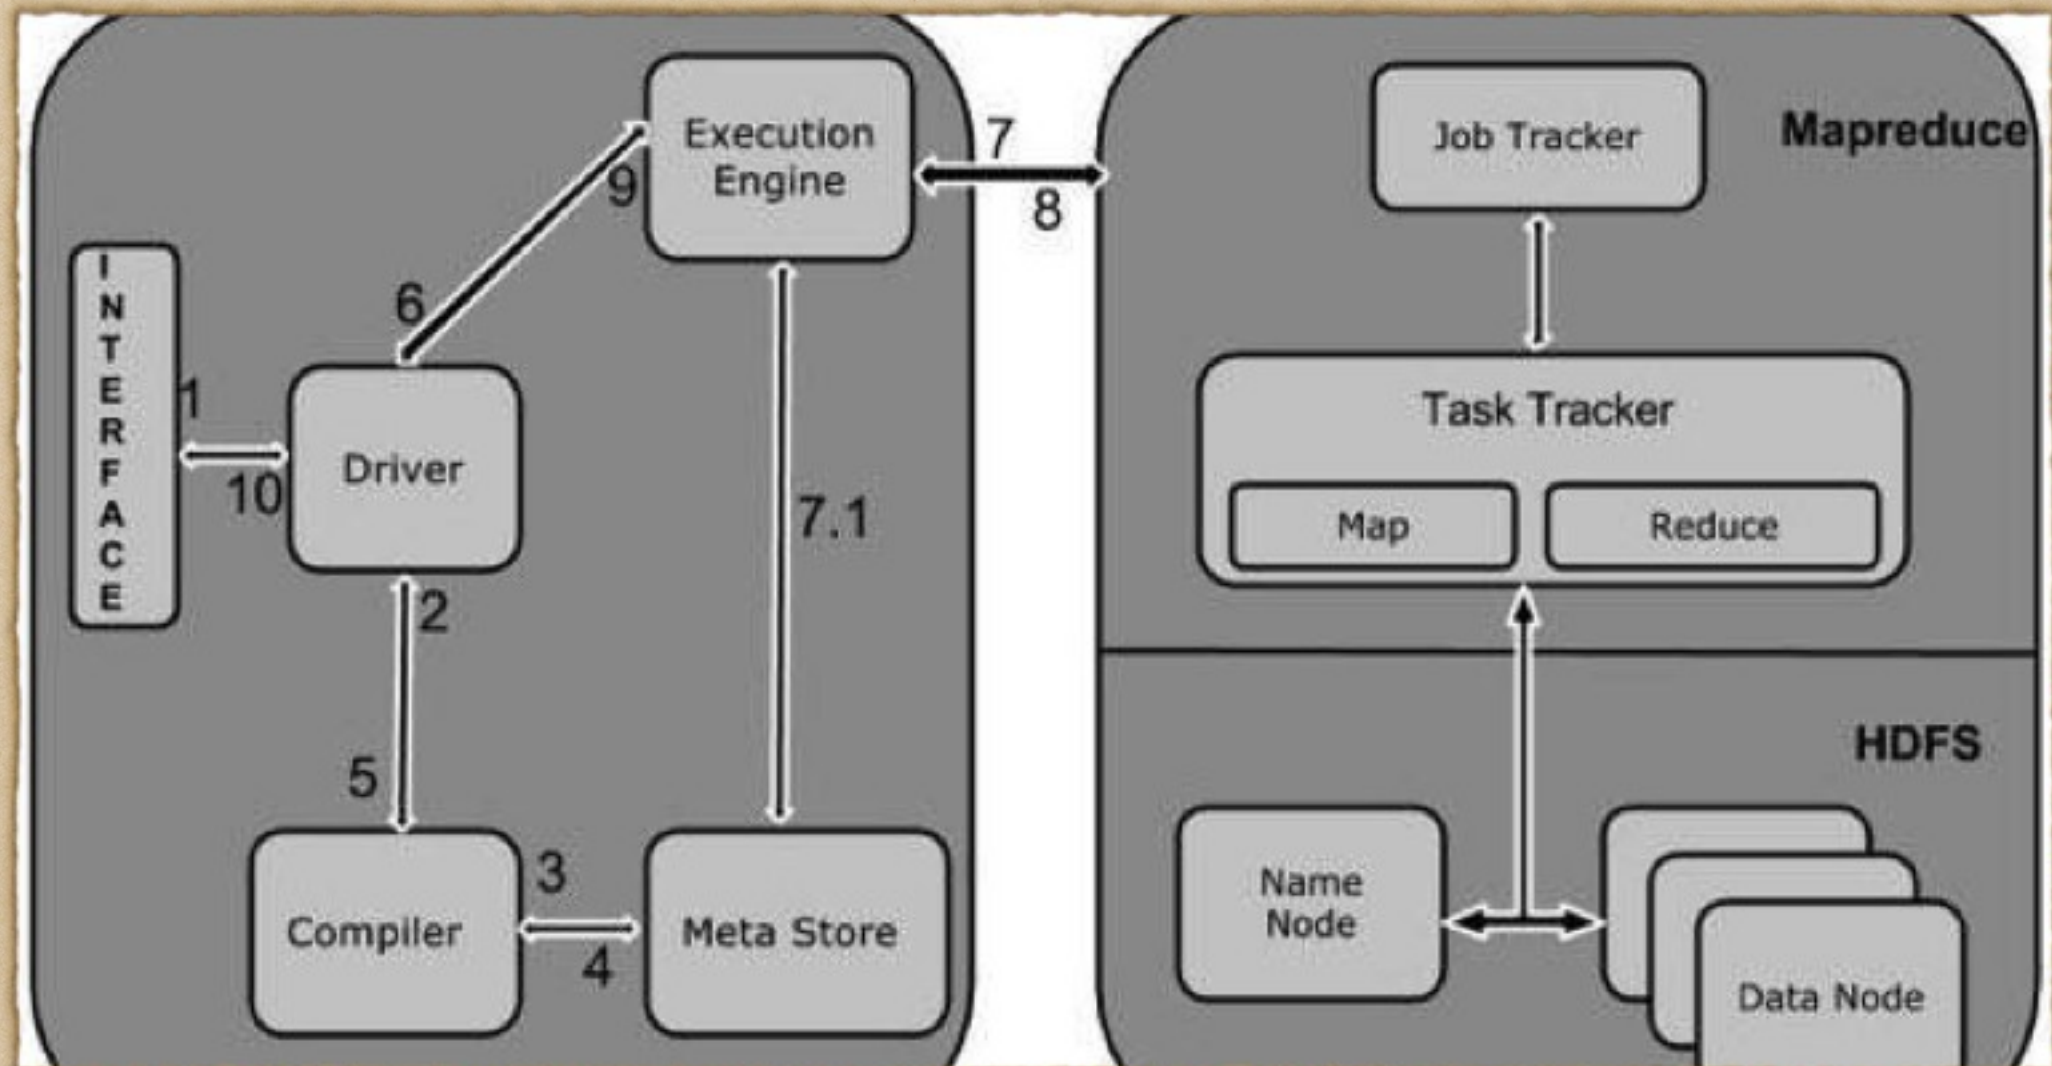 Execution
Engine
7
8
9
6
INTERFACE
1
10
Driver
7.1
2
5
3
4
Compiler
Meta Store
Job Tracker
Mapreduce
Task Tracker
Map
Reduce
HDFS
Name
Node
Data Node